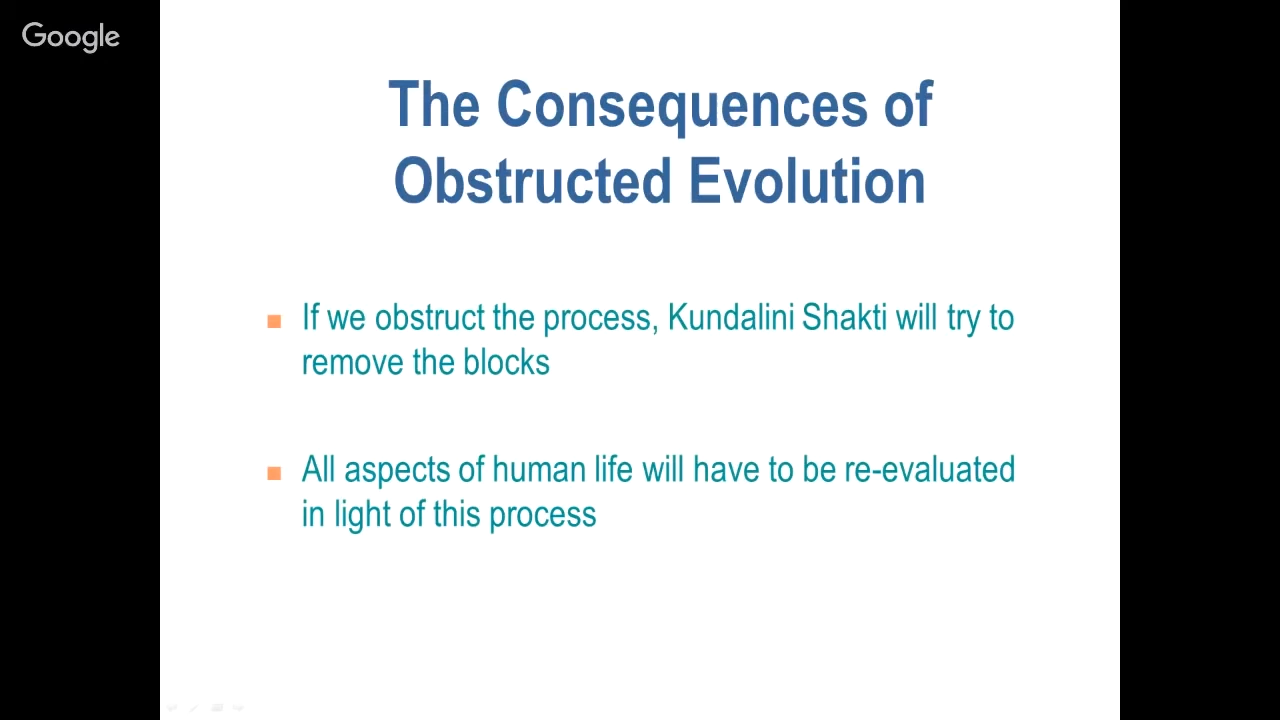 Google
The Consequences of
Obstructed Evolution
If we obstruct the process, Kundalini Shakti will try to
remove the blocks
All aspects of human life will have to be re-evaluated
in light of this process